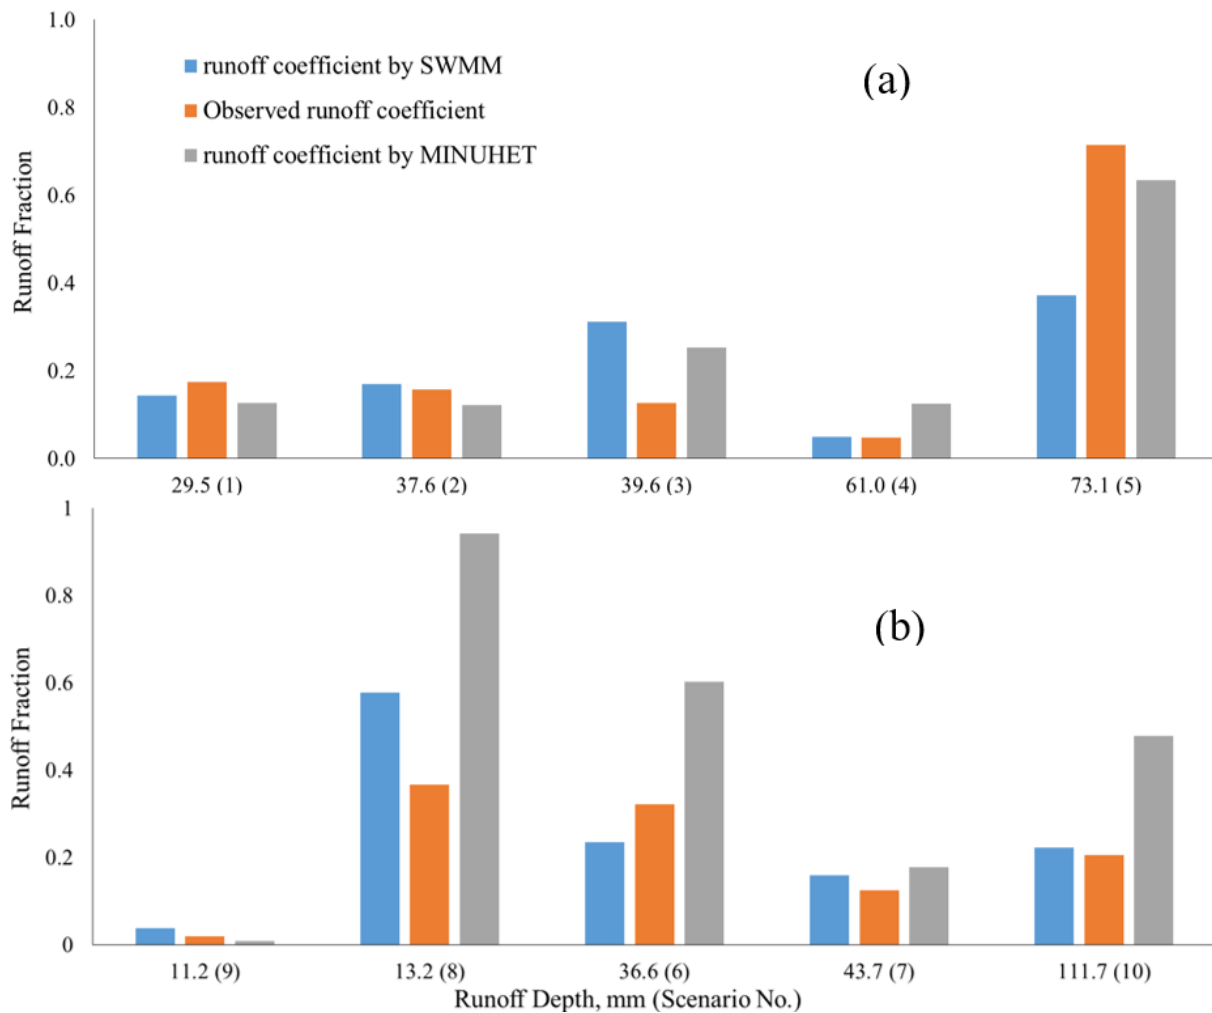 1.0
runoff coefficient by SWMM
(a)
0.8
Observed runoff coefficient
runoff coefficient by MINUHET
0.6
Runoff Fraction
0.4
0.2
0.0
29.5 (1) 37.6 (2) 39.6 (3) 61.0 (4) 73.1 (5)
1
0.8
(b)
0.6
Runoff Fraction
0.4
0.2
0
11.2 (9) 13.2 (8) 36.6 (6) 43.7 (7) 111.7 (10)
Runoff Depth, mm (Scenario No.)